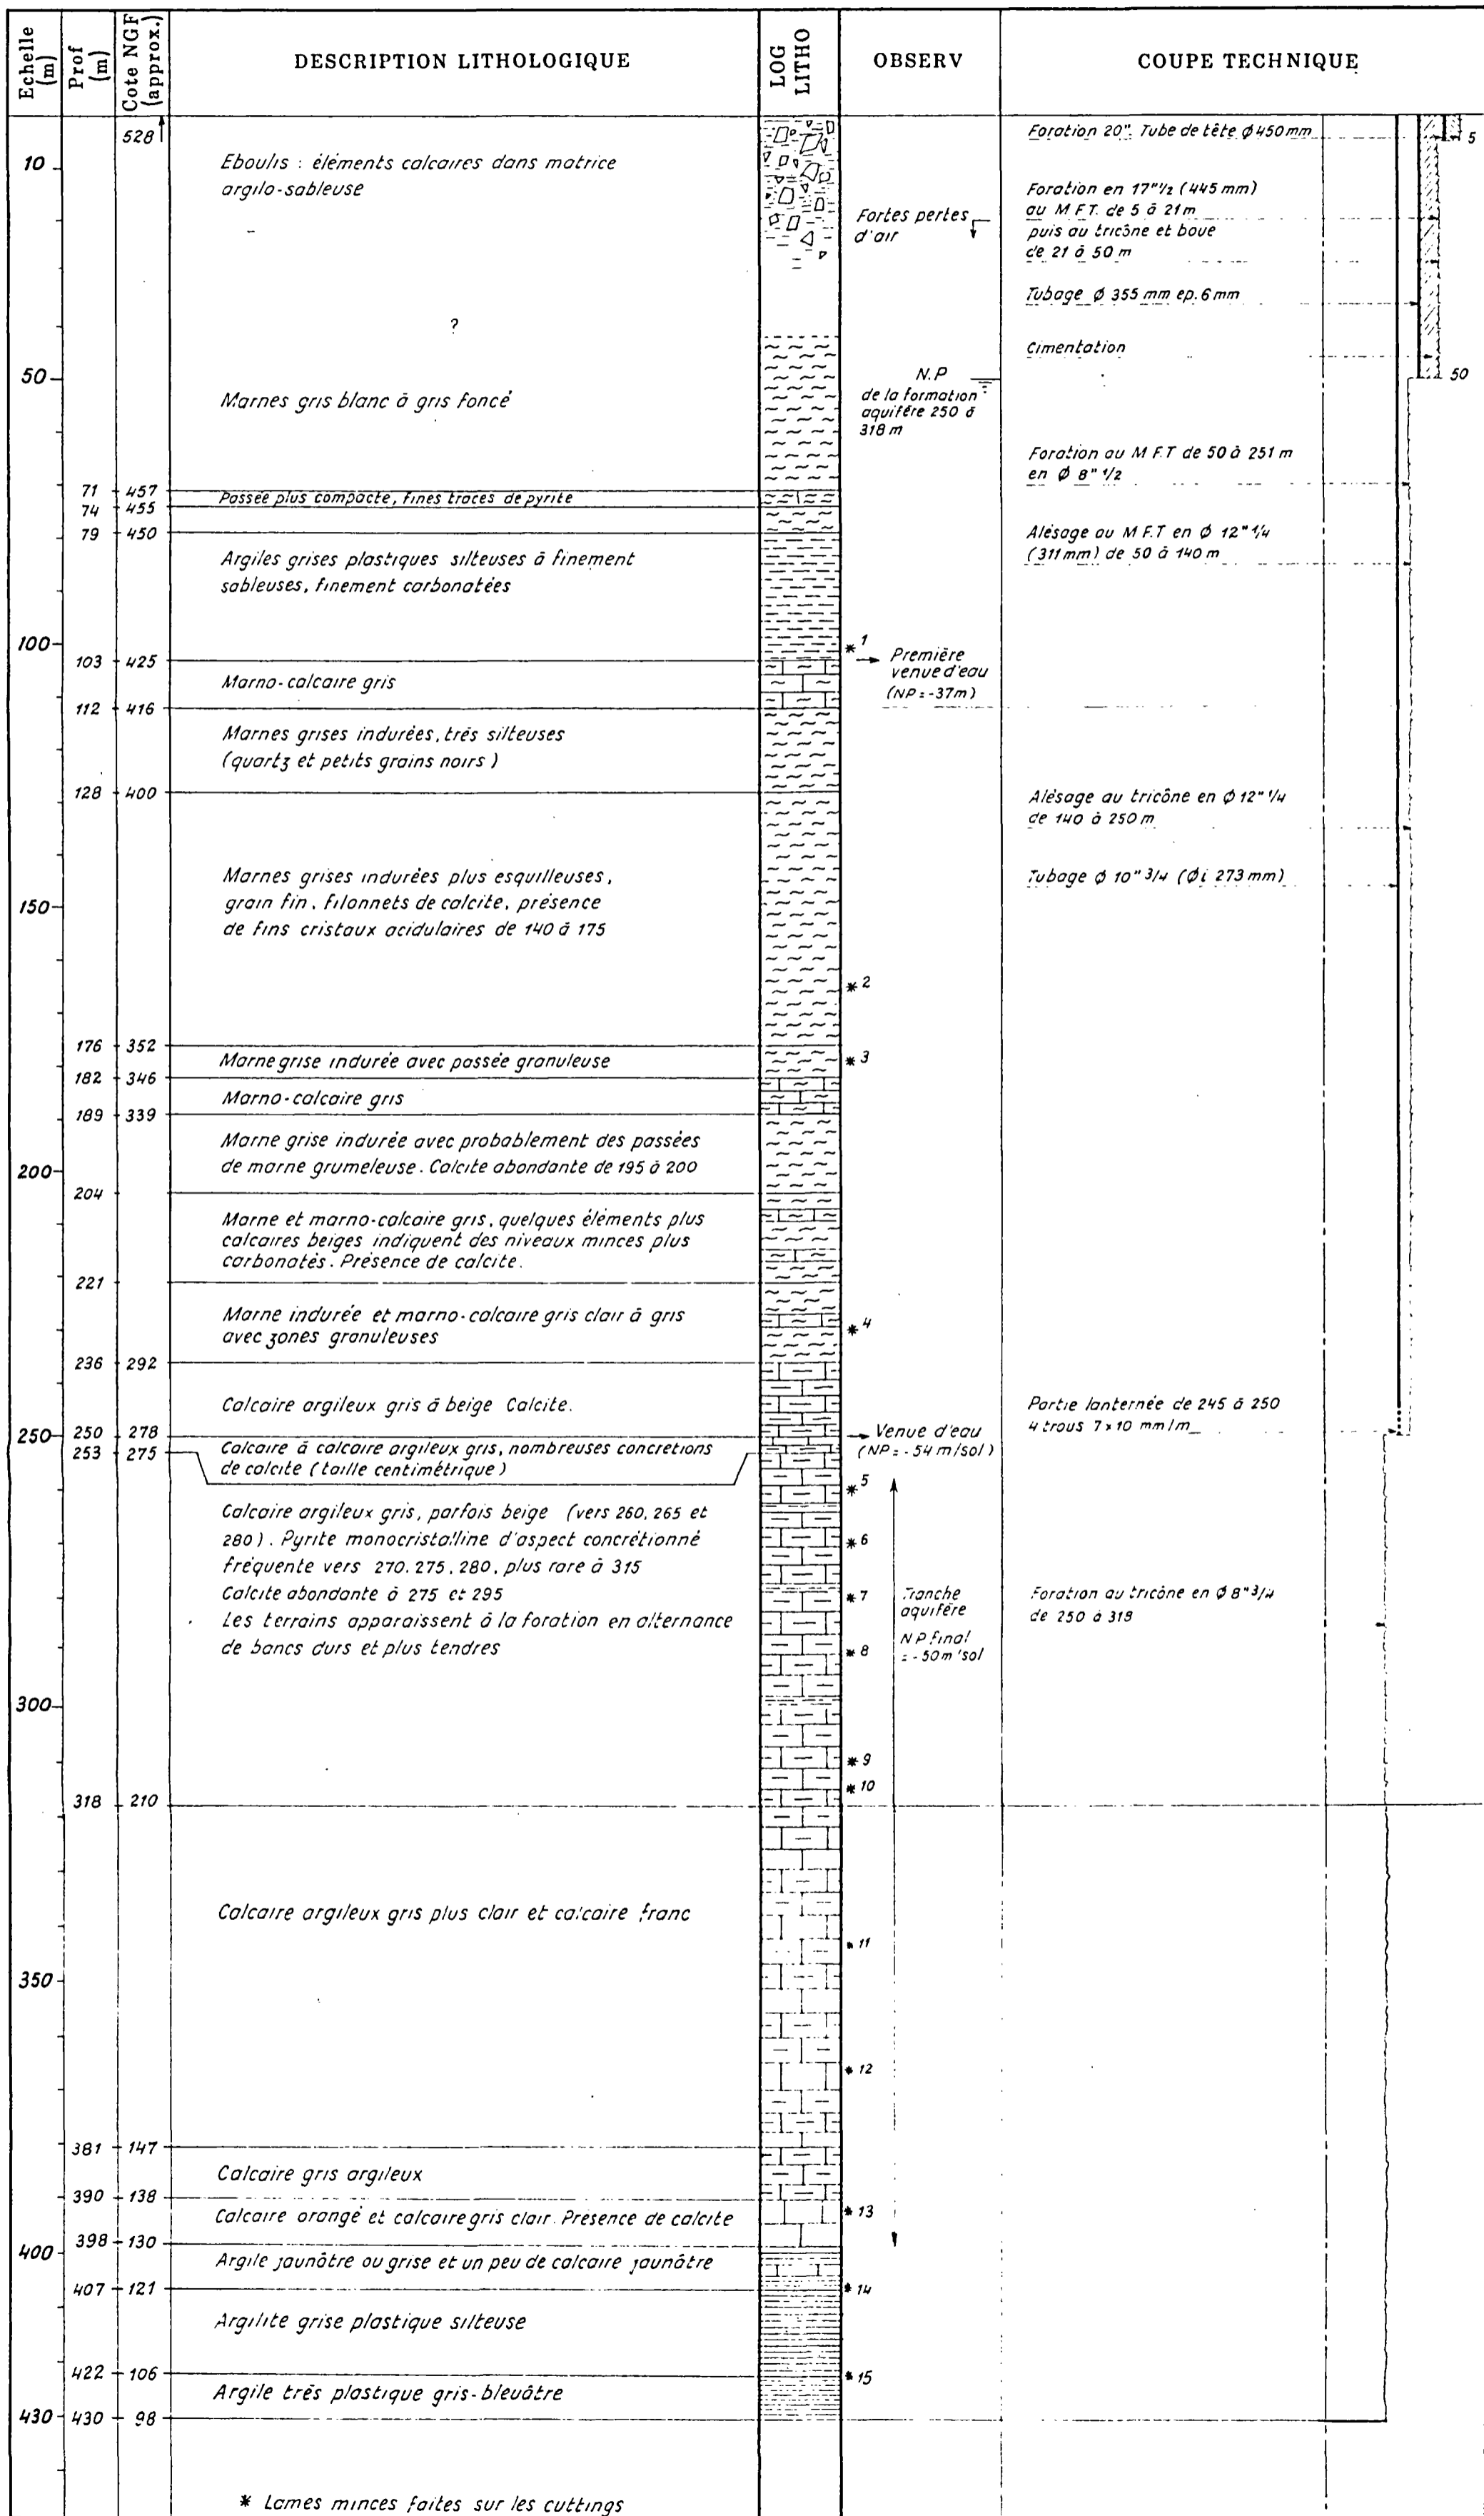 Echelle (m)
Prof (m)
Cote NGF (approx.)
DESCRIPTION LITHOLOGIQUE
LOG LITHO
OBSERV
COUPE TECHNIQUE
528
Foration 20". Tube de tête ø 450 mm
5
10
Eboulis : éléments calcaires dans matrice
argilo-sableuse
Foration en 17"1/2 (445 mm)
au M F.T. de 5 à 21 m
puis au tricône et boue
de 21 à 50 m
Fortes pertes
d'air
Tubage ø 355 mm ep. 6 mm
?
Cimentation
50
50
N.P
de la formation
aquifère 250 à
318 m
Marnes gris blanc à gris foncé
Foration au M F.T de 50 à 251 m
en ø 8" 1/2
71 457
Passée plus compacte, fines traces de pyrite
74 455
79 450
Alésage au M F.T en ø 12" 1/4
(311 mm) de 50 à 140 m
Argiles grises plastiques silteuses à finement
sableuses, finement carbonatées
100
* 1
103 425
Première
venue d'eau
(NP = -37m)
Marno-calcaire gris
112 416
Marnes grises indurées, très silteuses
(quartz et petits grains noirs)
128 400
Alésage au tricône en ø 12" 1/4
de 140 à 250 m
Marnes grises indurées plus esquilleuses,
grain fin. Filonnets de calcite, présence
de fins cristaux acidulaires de 140 à 175
Tubage ø 10" 3/4 (øi 273 mm)
150
* 2
176 352
Marne grise indurée avec passée granuleuse
* 3
182 346
Marno-calcaire gris
189 339
Marne grise indurée avec probablement des passées
de marne grumeleuse. Calcite abondante de 195 à 200
200
204
Marne et marno-calcaire gris, quelques éléments plus
calcaires beiges indiquent des niveaux minces plus
carbonatés. Présence de calcite.
221
Marne indurée et marno-calcaire gris clair à gris
avec zones granuleuses
* 4
236 292
Calcaire argileux gris à beige Calcite.
Partie lanternée de 245 à 250
4 trous 7 x 10 mm/m
250
250 278
Venue d'eau
(NP = - 54 m/sol)
253 275
Calcaire à calcaire argileux gris, nombreuses concrétions
de calcite (taille centimétrique)
* 5
Calcaire argileux gris, parfois beige (vers 260, 265 et
280). Pyrite monocristalline d'aspect concrétionné
fréquente vers 270. 275, 280, plus rare à 315
Calcite abondante à 275 et 295
Les terrains apparaissent à la foration en alternance
de bancs durs et plus tendres
* 6
* 7
* 8
Tranche
aquifère
NP final
= - 50 m/sol
Foration au tricône en ø 8" 3/4
de 250 à 318
300
* 9
* 10
318 210
Calcaire argileux gris plus clair et calcaire franc
* 11
350
* 12
381 147
Calcaire gris argileux
390 138
Calcaire orangé et calcaire gris clair. Présence de calcite
* 13
398 130
400
Argile jaunâtre ou grise et un peu de calcaire jaunâtre
407 121
* 14
Argilite grise plastique silteuse
422 106
* 15
Argile très plastique gris-bleuâtre
430
430 98
* Lames minces faites sur les cuttings